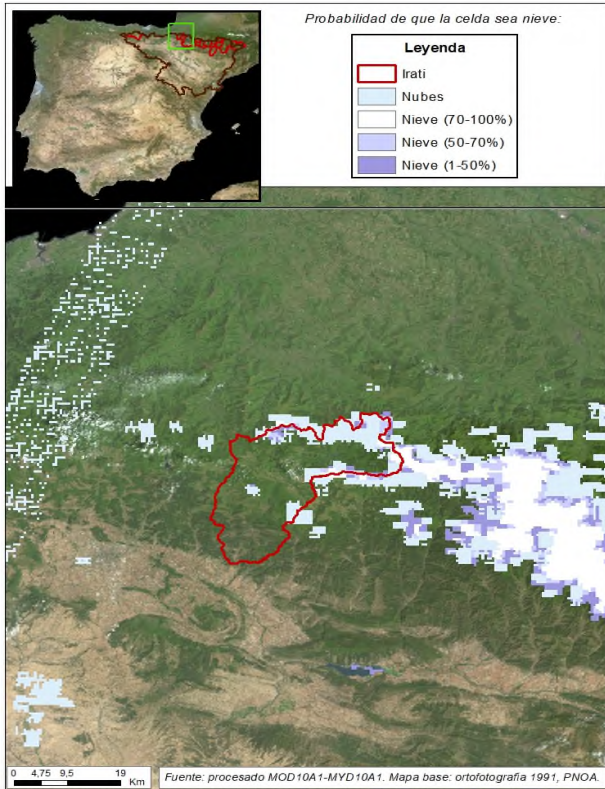 Probabilidad de que la celda sea nieve:
Leyenda
Irati
Nubes
Nieve (70-100%)
Nieve (50-70%)
Nieve (1-50%)
0 4,75 9,5 19
Km
Fuente: procesado MOD10A1-MYD10A1. Mapa base: ortofotografía 1991, PNOA.